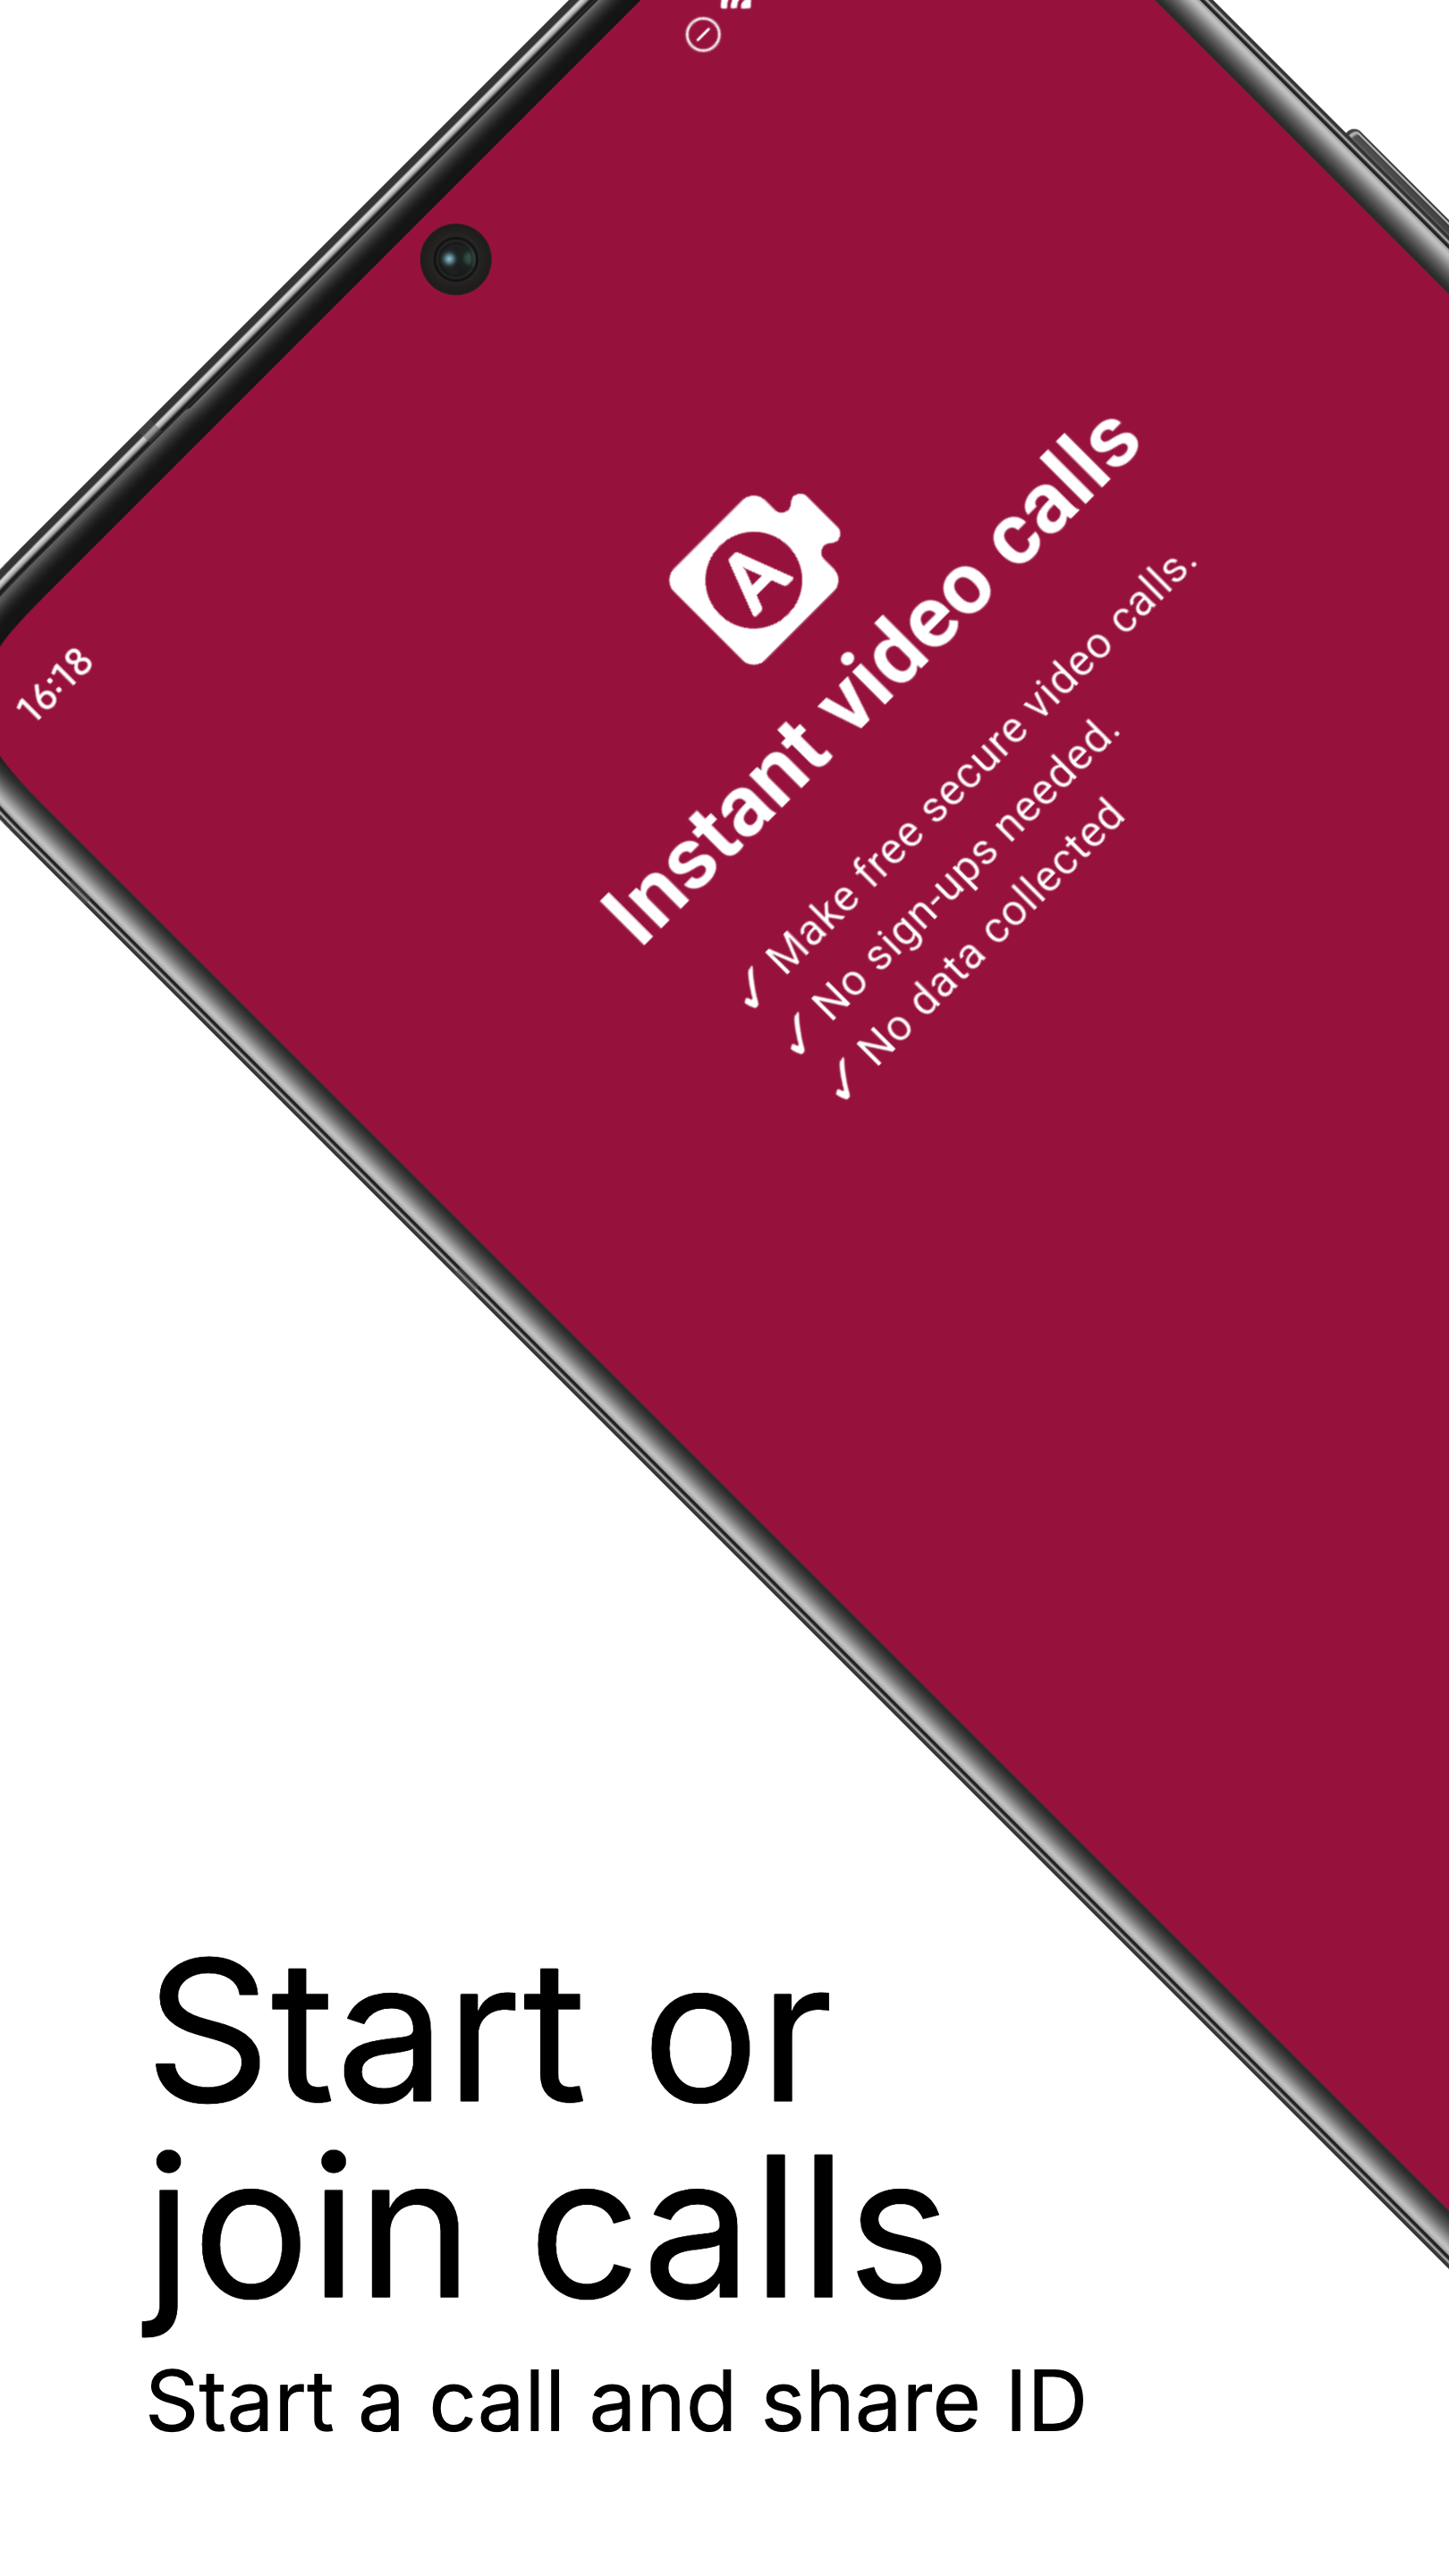 16:18
A
Instant video calls
✓ Make free secure video calls.
✓ No sign-ups needed.
✓ No data collected
Start or
join calls
Start a call and share ID